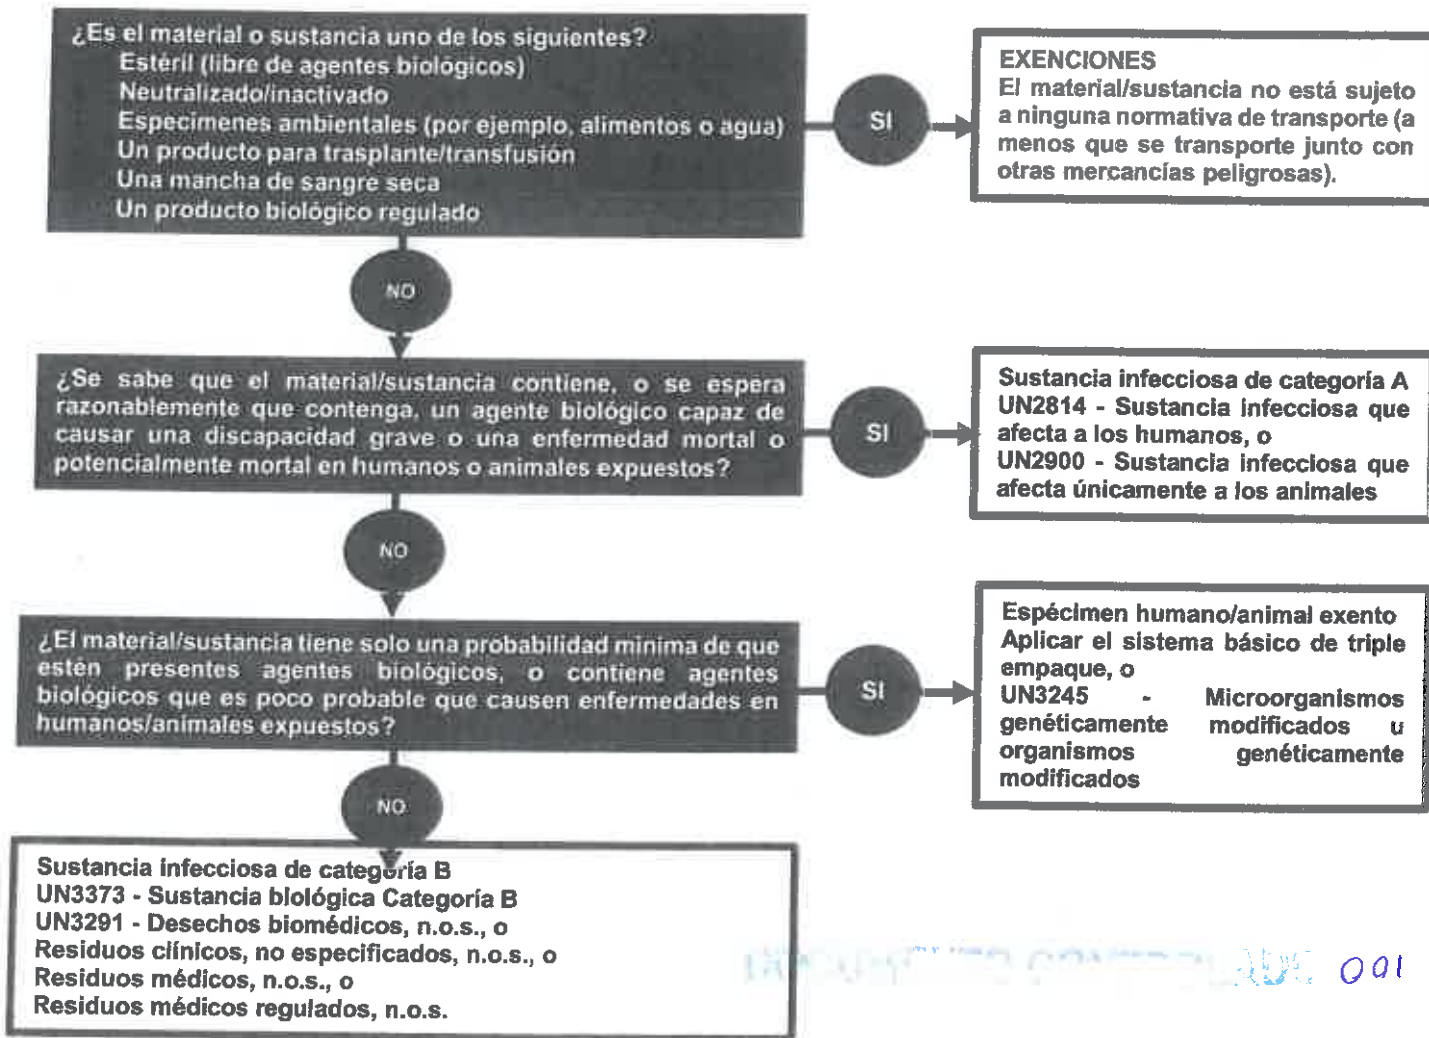 ¿Es el material o sustancia uno de los siguientes?
Estéril (libre de agentes biológicos)
Neutralizado/inactivado
Especimenes ambientales (por ejemplo, alimentos o agua)
Un producto para trasplante/transfusión
Una mancha de sangre seca
Un producto biológico regulado
SI
EXENCIONES
El material/sustancia no está sujeto
a ninguna normativa de transporte (a
menos que se transporte junto con
otras mercancías peligrosas).
NO
¿Se sabe que el material/sustancia contiene, o se espera
razonablemente que contenga, un agente biológico capaz de
causar una discapacidad grave o una enfermedad mortal o
potencialmente mortal en humanos o animales expuestos?
SI
Sustancia infecciosa de categoría A
UN2814 - Sustancia infecciosa que
afecta a los humanos, o
UN2900 - Sustancia infecciosa que
afecta únicamente a los animales
NO
¿El material/sustancia tiene solo una probabilidad minima de que
estén presentes agentes biológicos, o contiene agentes
biológicos que es poco probable que causen enfermedades en
humanos/animales expuestos?
SI
Espécimen humano/animal exento
Aplicar el sistema básico de triple
empaque, o
UN3245 - Microorganismos
genéticamente modificados u
organismos genéticamente
modificados
NO
Sustancia infecciosa de categoría B
UN3373 - Sustancia biológica Categoría B
UN3291 - Desechos biomédicos, n.o.s., o
Residuos clínicos, no especificados, n.o.s., o
Residuos médicos, n.o.s., o
Residuos médicos regulados, n.o.s.
001